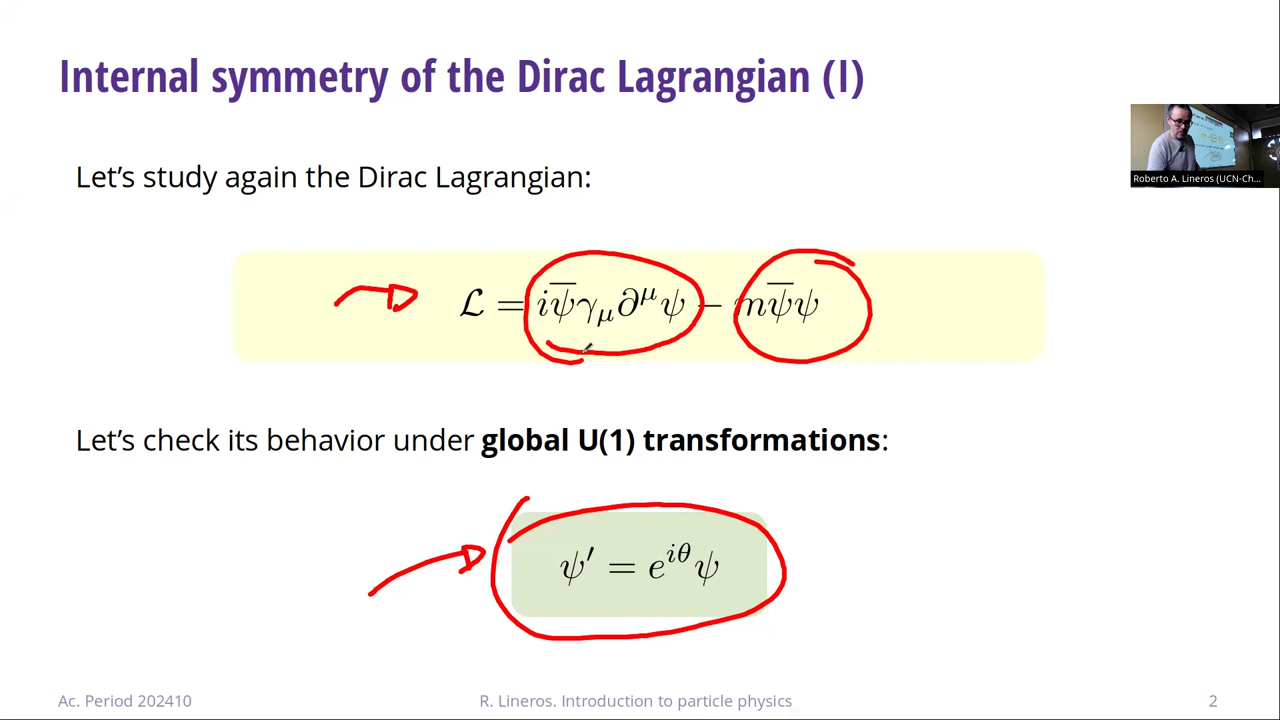 Internal symmetry of the Dirac Lagrangian (I)
Let's study again the Dirac Lagrangian:
Roberto A. Lineros (UCN-Ch...
ℒ = iψ̅γ_μ∂^μψ − mψ̅ψ
Let's check its behavior under global U(1) transformations:
ψ′ = e^{iθ}ψ
Ac. Period 202410
R. Lineros. Introduction to particle physics
2